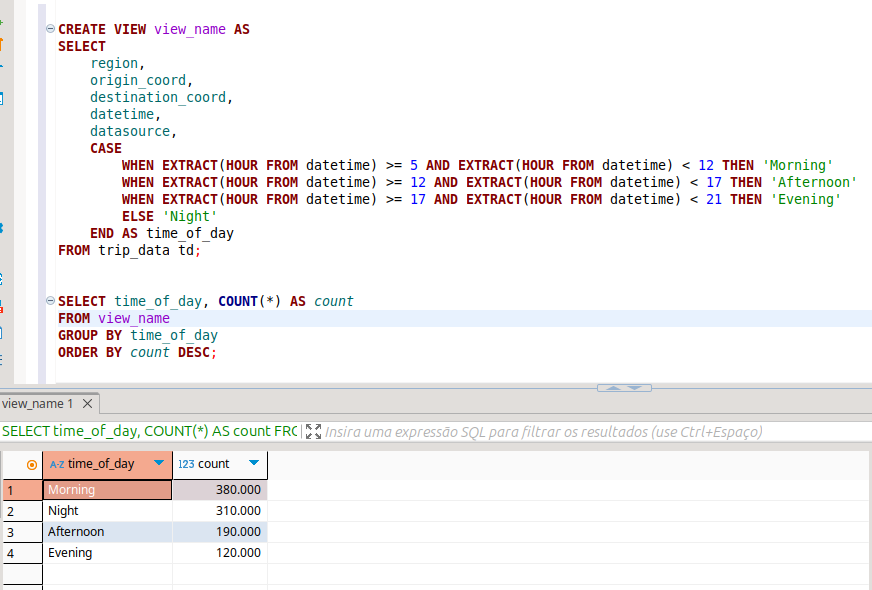 CREATE VIEW view_name AS
SELECT
region,
origin_coord,
destination_coord,
datetime,
datasource,
CASE
WHEN EXTRACT(HOUR FROM datetime) >= 5 AND EXTRACT(HOUR FROM datetime) < 12 THEN 'Morning'
WHEN EXTRACT(HOUR FROM datetime) >= 12 AND EXTRACT(HOUR FROM datetime) < 17 THEN 'Afternoon'
WHEN EXTRACT(HOUR FROM datetime) >= 17 AND EXTRACT(HOUR FROM datetime) < 21 THEN 'Evening'
ELSE 'Night'
END AS time_of_day
FROM trip_data td;
SELECT time_of_day, COUNT(*) AS count
FROM view_name
GROUP BY time_of_day
ORDER BY count DESC;
view_name 1
SELECT time_of_day, COUNT(*) AS count FRO Insira uma expressão SQL para filtrar os resultados (use Ctrl+Espaço)
A-Z time_of_day 123 count
1 Morning 380.000
2 Night 310.000
3 Afternoon 190.000
4 Evening 120.000